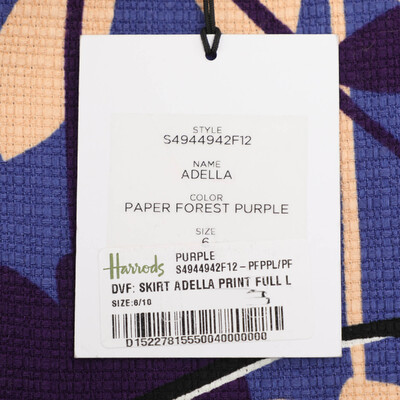 STYLE
S4944942F12
NAME
ADELLA
COLOR
PAPER FOREST PURPLE
SIZE
6
Harrods
PURPLE
S4944942F12-PFPPL/PF
DVF: SKIRT ADELLA PRINT FULL L
SIZE:6/10
D15227815550040000000